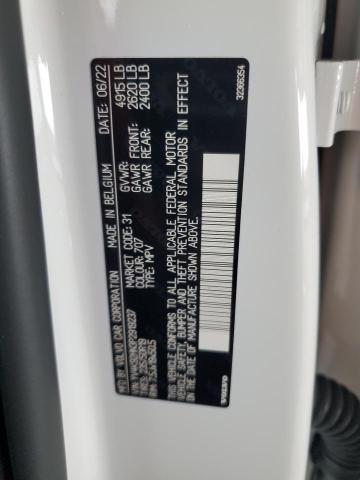 VOLVO CAR CORPORATION
MADE IN BELGIUM DATE: 06/22
MARKET CODE: 31 GVWR: 4915 LB
COLOUR: 707 GAWR FRONT: 2620 LB
TYPE: MPV GAWR REAR: 2400 LB
THIS VEHICLE CONFORMS TO ALL APPLICABLE FEDERAL MOTOR
VEHICLE SAFETY, BUMPER AND THEFT PREVENTION STANDARDS IN EFFECT
ON THE DATE OF MANUFACTURE SHOWN ABOVE.
VOLVO
32366354